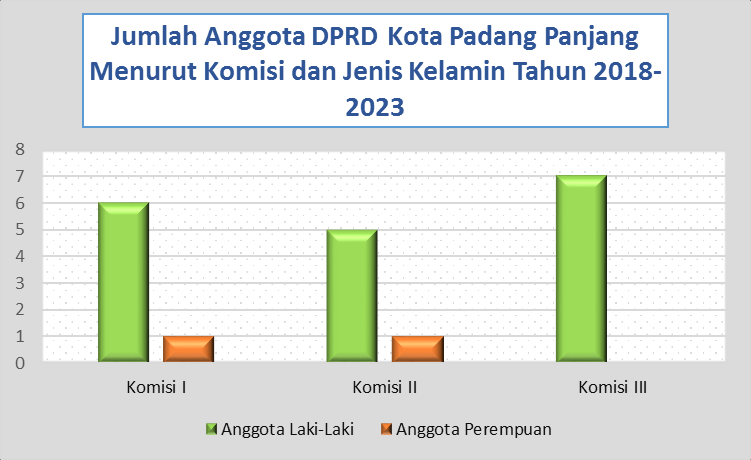 Jumlah Anggota DPRD Kota Padang Panjang
Menurut Komisi dan Jenis Kelamin Tahun 2018-
2023
8
7
6
5
4
3
2
1
0
Komisi I
Komisi II
Komisi III
Anggota Laki-Laki
Anggota Perempuan